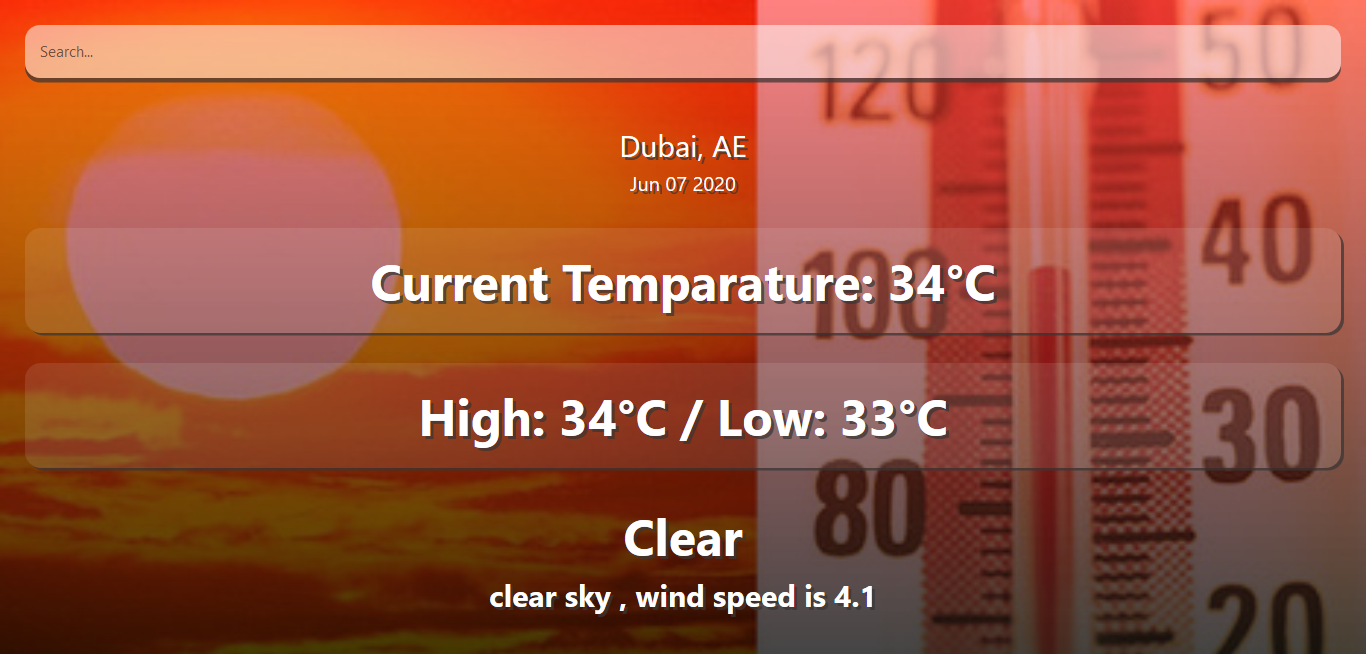 Search...
Dubai, AE
Jun 07 2020
Current Temparature: 34°C
High: 34°C / Low: 33°C
Clear
clear sky , wind speed is 4.1
120
50
40
100
30
80
20